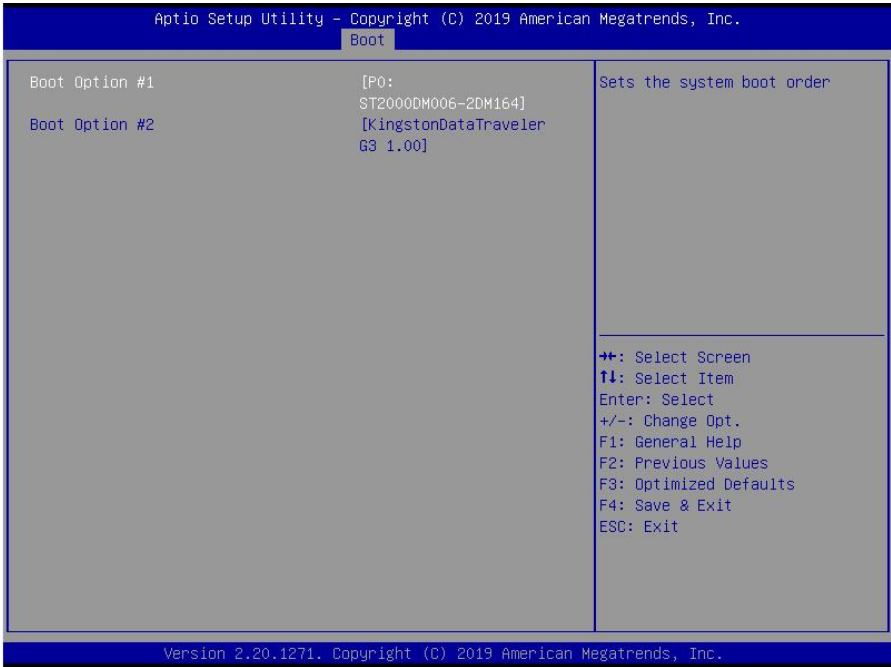 Aptio Setup Utility – Copyright (C) 2019 American Megatrends, Inc.
Boot
Boot Option #1 [P0:
ST2000DM006-2DM164]
Boot Option #2 [KingstonDataTraveler
G3 1.00]
Sets the system boot order
→←: Select Screen
↑↓: Select Item
Enter: Select
+/-: Change Opt.
F1: General Help
F2: Previous Values
F3: Optimized Defaults
F4: Save & Exit
ESC: Exit
Version 2.20.1271. Copyright (C) 2019 American Megatrends, Inc.